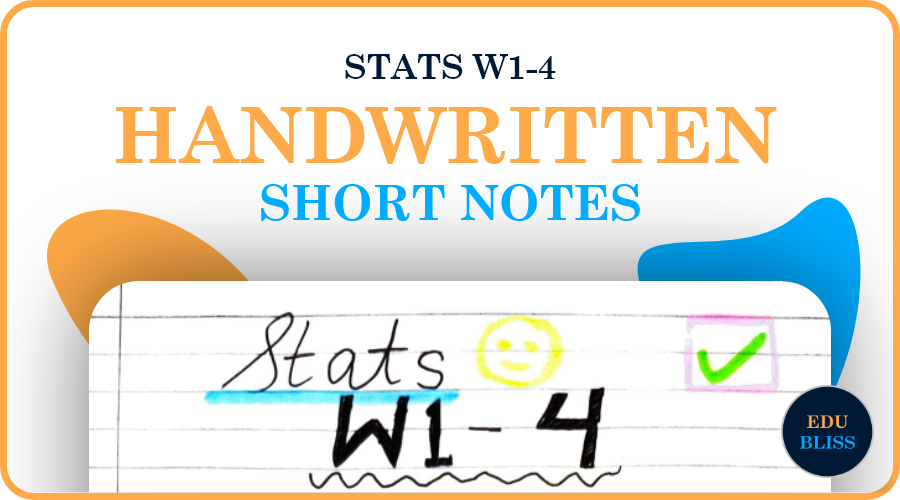 STATS W1-4
HANDWRITTEN
SHORT NOTES
Stats
W1-4
EDU
BLISS